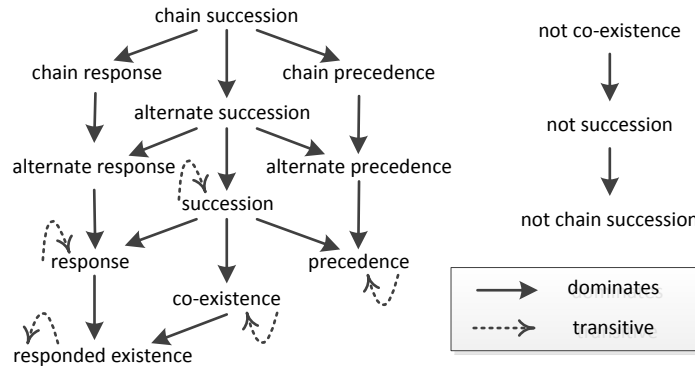 chain succession
chain response
chain precedence
alternate succession
alternate response
alternate precedence
succession
response
precedence
co-existence
responded existence
not co-existence
not succession
not chain succession
dominates
transitive